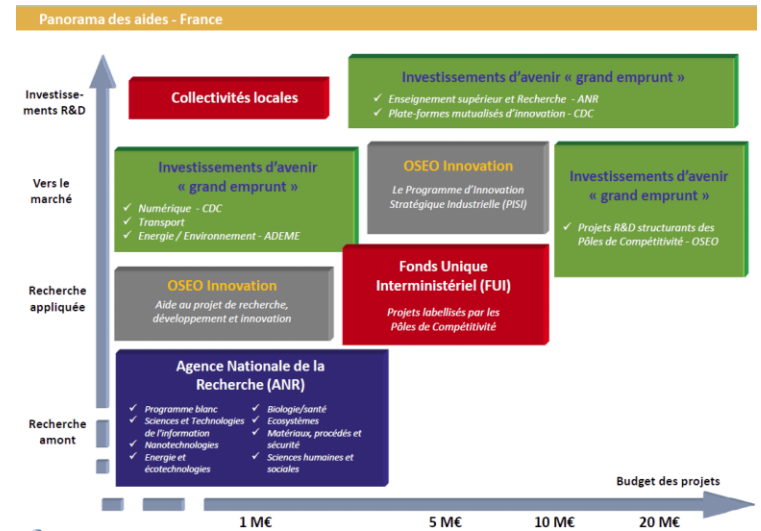 Panorama des aides - France
Investisse-
ments R&D
Collectivités locales
Investissements d'avenir « grand emprunt »
✓ Enseignement supérieur et Recherche - ANR
✓ Plate-formes mutualisés d'innovation - CDC
Vers le
marché
Investissements d'avenir
« grand emprunt »
✓ Numérique - CDC
✓ Transport
✓ Energie / Environnement - ADEME
OSEO Innovation
Le Programme d'Innovation
Stratégique Industrielle (PISI)
Investissements d'avenir
« grand emprunt »
✓ Projets R&D structurants des
Pôles de Compétitivité - OSEO
Recherche
appliquée
OSEO Innovation
Aide au projet de recherche,
développement et innovation
Fonds Unique
Interministériel (FUI)
Projets labellisés par les
Pôles de Compétitivité
Recherche
amont
Agence Nationale de la
Recherche (ANR)
✓ Programme blanc
✓ Sciences et Technologies
de l'information
✓ Nanotechnologies
✓ Energie et
écotechnologies
✓ Biologie/santé
✓ Ecosystèmes
✓ Matériaux, procédés et
sécurité
✓ Sciences humaines et
sociales
Budget des projets
1 M€
5 M€
10 M€
20 M€